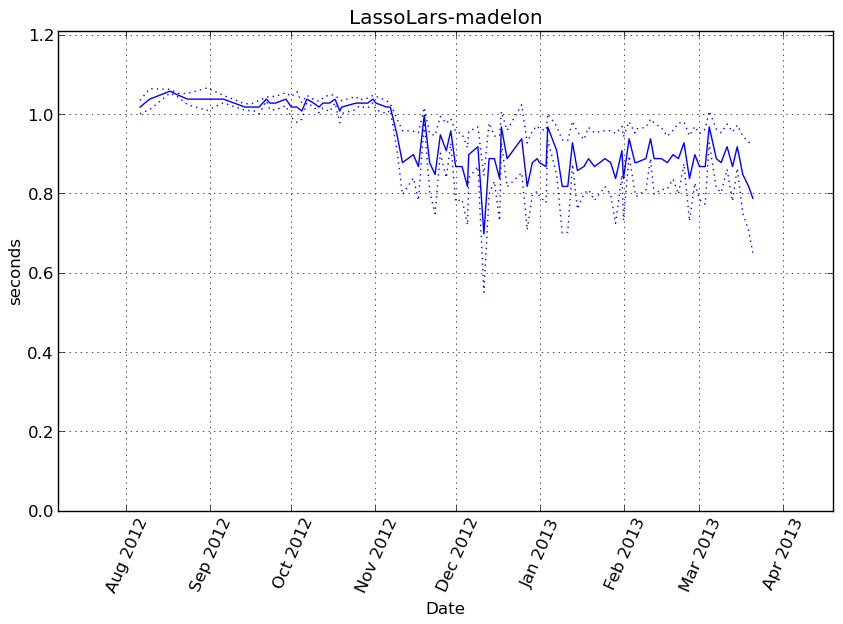 LassoLars-madelon
1.2
1.0
0.8
0.6
0.4
0.2
0.0
seconds
Aug 2012
Sep 2012
Oct 2012
Nov 2012
Dec 2012
Jan 2013
Feb 2013
Mar 2013
Apr 2013
Date